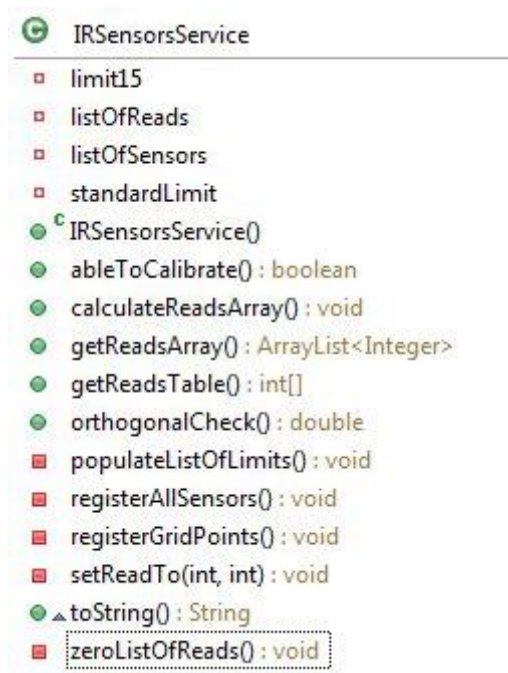 C IRSensorsService
limit15
listOfReads
listOfSensors
standardLimit
C IRSensorsService()
ableToCalibrate() : boolean
calculateReadsArray() : void
getReadsArray() : ArrayList<Integer>
getReadsTable() : int[]
orthogonalCheck() : double
populateListOfLimits() : void
registerAllSensors() : void
registerGridPoints() : void
setReadTo(int, int) : void
toString() : String
zeroListOfReads() : void